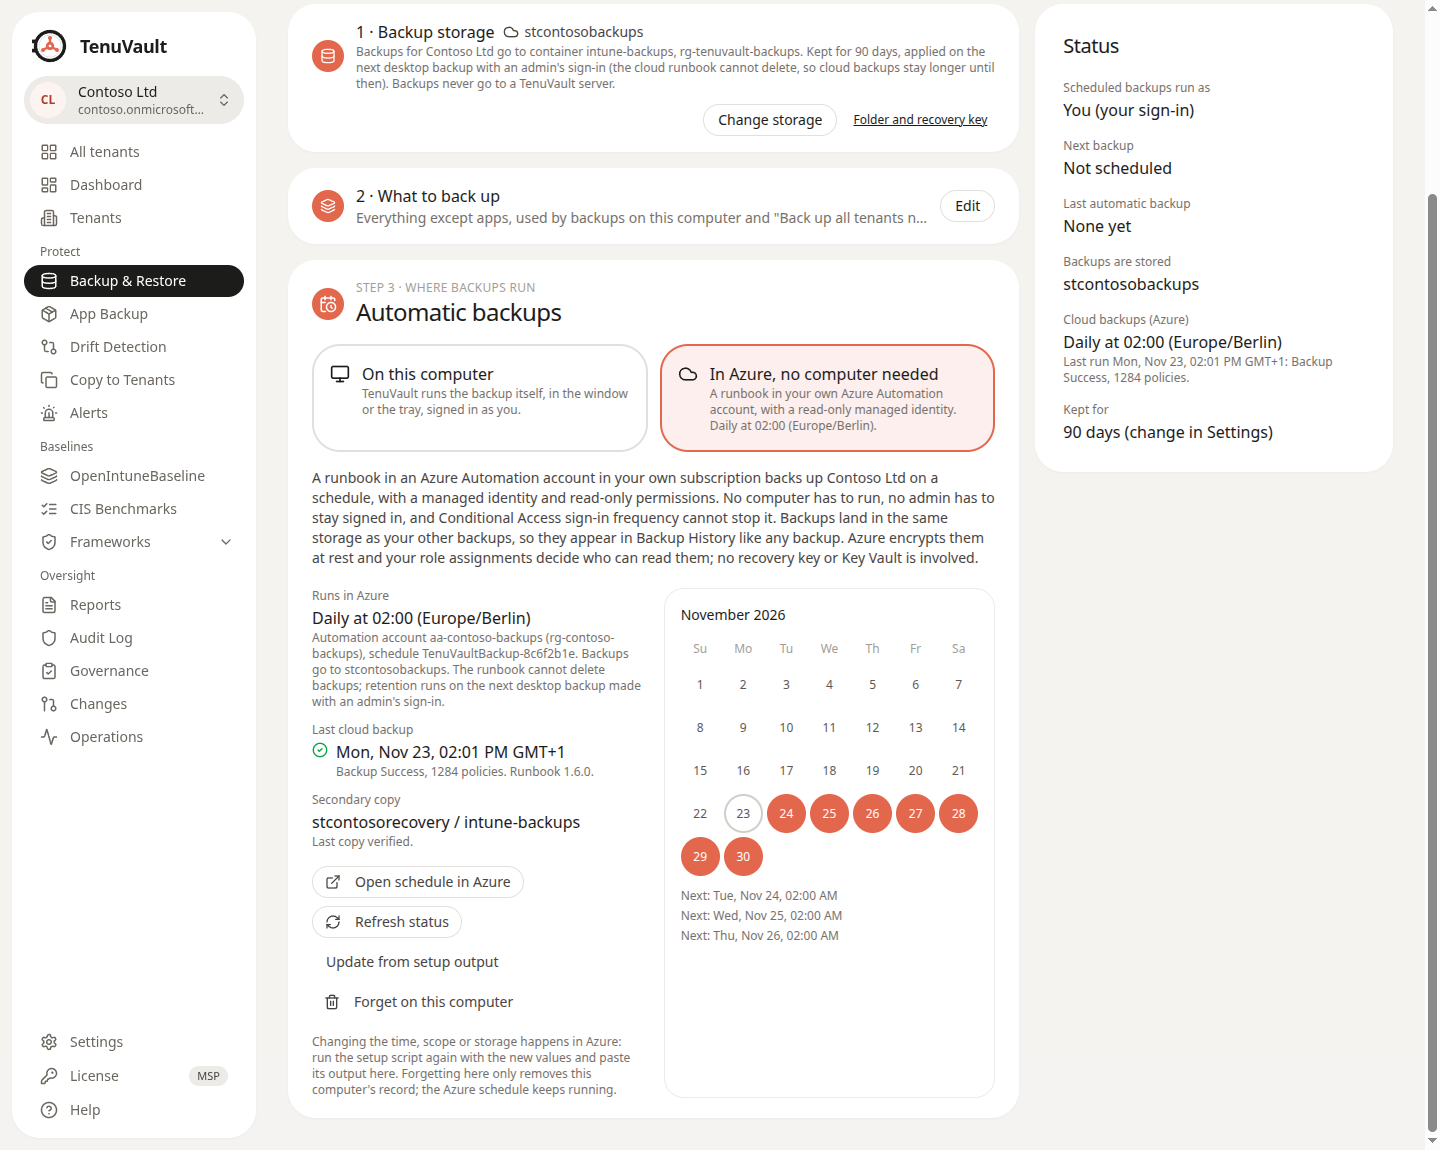 TenuVault
CL
Contoso Ltd
contoso.onmicrosoft...
All tenants
Dashboard
Tenants
Protect
Backup & Restore
App Backup
Drift Detection
Copy to Tenants
Alerts
Baselines
OpenIntuneBaseline
CIS Benchmarks
Frameworks
Oversight
Reports
Audit Log
Governance
Changes
Operations
Settings
License MSP
Help
1 · Backup storage stcontosobackups
Backups for Contoso Ltd go to container intune-backups, rg-tenuvault-backups. Kept for 90 days, applied on the
next desktop backup with an admin's sign-in (the cloud runbook cannot delete, so cloud backups stay longer until
then). Backups never go to a TenuVault server.
Change storage Folder and recovery key
2 · What to back up
Everything except apps, used by backups on this computer and "Back up all tenants n...
Edit
STEP 3 · WHERE BACKUPS RUN
Automatic backups
On this computer
TenuVault runs the backup itself, in the window
or the tray, signed in as you.
In Azure, no computer needed
A runbook in your own Azure Automation
account, with a read-only managed identity.
Daily at 02:00 (Europe/Berlin).
A runbook in an Azure Automation account in your own subscription backs up Contoso Ltd on a
schedule, with a managed identity and read-only permissions. No computer has to run, no admin has to
stay signed in, and Conditional Access sign-in frequency cannot stop it. Backups land in the same
storage as your other backups, so they appear in Backup History like any backup. Azure encrypts them
at rest and your role assignments decide who can read them; no recovery key or Key Vault is involved.
Runs in Azure
Daily at 02:00 (Europe/Berlin)
Automation account aa-contoso-backups (rg-contoso-
backups), schedule TenuVaultBackup-8c6f2b1e. Backups
go to stcontosobackups. The runbook cannot delete
backups; retention runs on the next desktop backup made
with an admin's sign-in.
Last cloud backup
Mon, Nov 23, 02:01 PM GMT+1
Backup Success, 1284 policies. Runbook 1.6.0.
Secondary copy
stcontosorecovery / intune-backups
Last copy verified.
Open schedule in Azure
Refresh status
Update from setup output
Forget on this computer
Changing the time, scope or storage happens in Azure:
run the setup script again with the new values and paste
its output here. Forgetting here only removes this
computer's record; the Azure schedule keeps running.
November 2026
Su Mo Tu We Th Fr Sa
1 2 3 4 5 6 7
8 9 10 11 12 13 14
15 16 17 18 19 20 21
22 23 24 25 26 27 28
29 30
Next: Tue, Nov 24, 02:00 AM
Next: Wed, Nov 25, 02:00 AM
Next: Thu, Nov 26, 02:00 AM
Status
Scheduled backups run as
You (your sign-in)
Next backup
Not scheduled
Last automatic backup
None yet
Backups are stored
stcontosobackups
Cloud backups (Azure)
Daily at 02:00 (Europe/Berlin)
Last run Mon, Nov 23, 02:01 PM GMT+1: Backup
Success, 1284 policies.
Kept for
90 days (change in Settings)